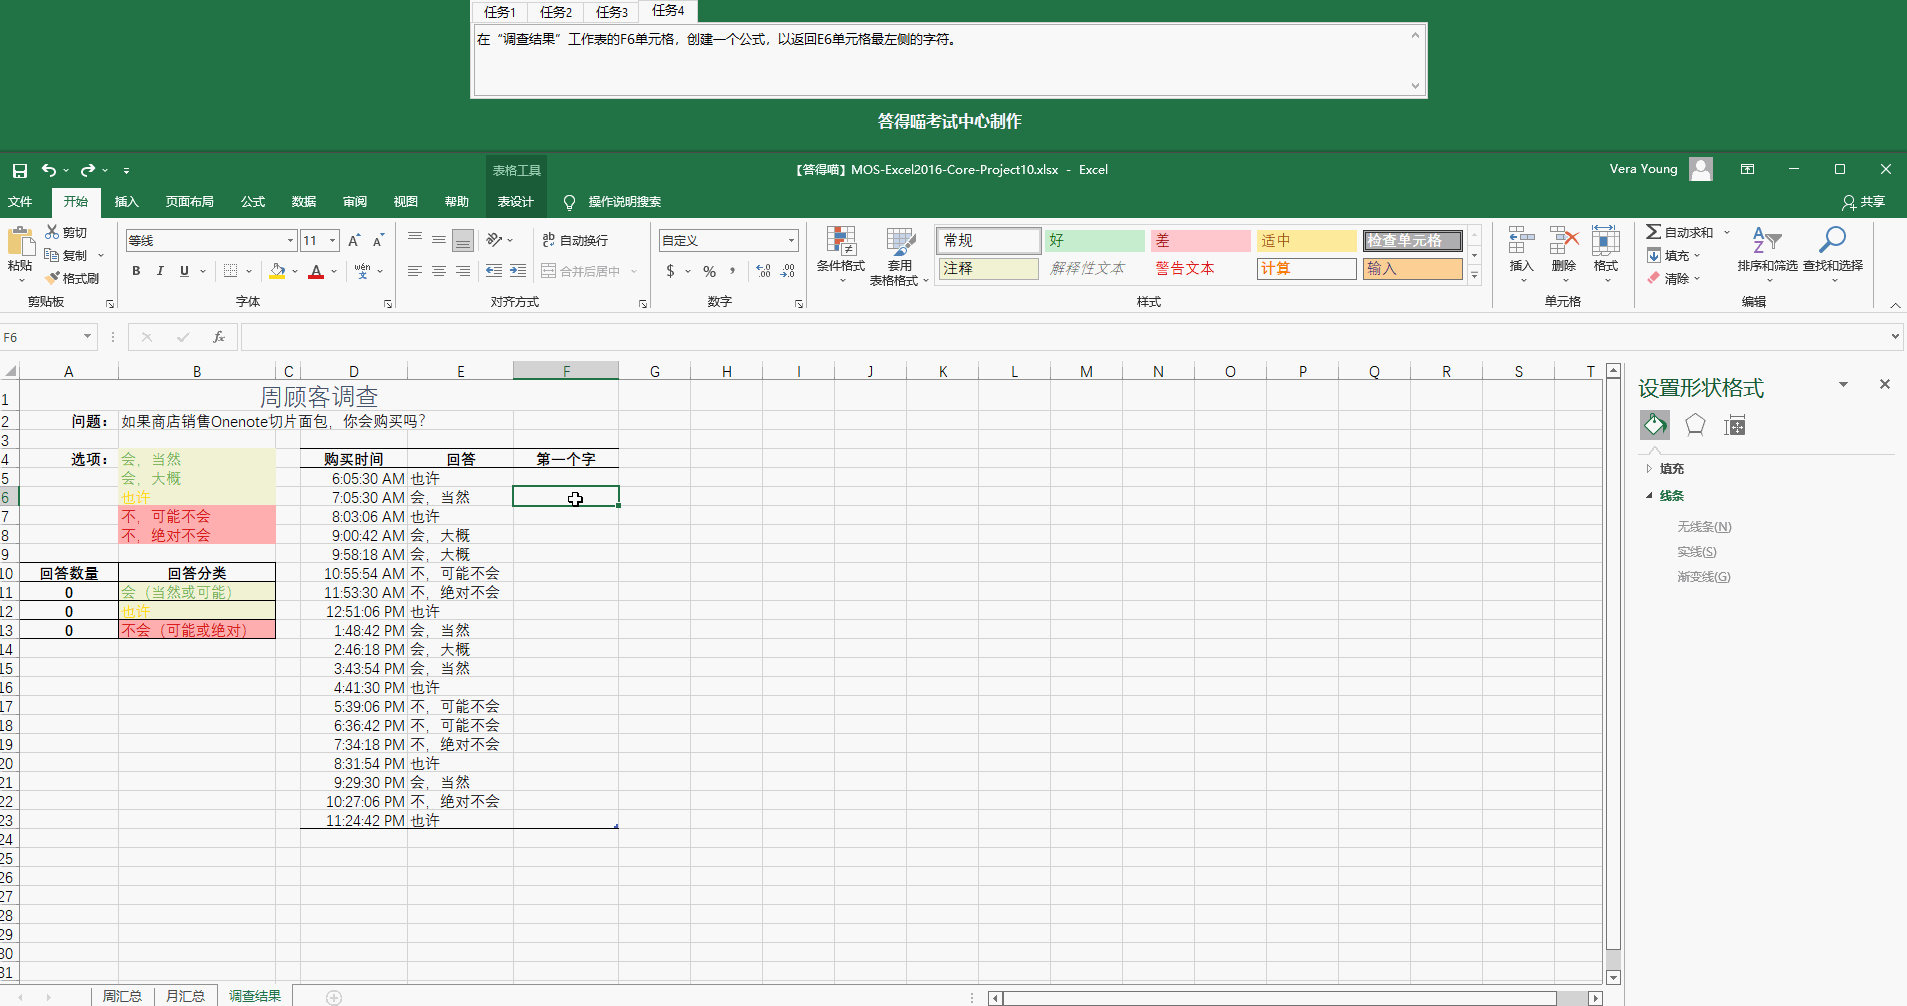 任务1 任务2 任务3 任务4
在“调查结果”工作表的F6单元格，创建一个公式，以返回E6单元格最左侧的字符。
答得喵考试中心制作
表格工具
【答得喵】MOS-Excel2016-Core-Project10.xlsx - Excel
Vera Young
文件 开始 插入 页面布局 公式 数据 审阅 视图 帮助 表设计 操作说明搜索 共享
粘贴 剪切 复制 格式刷 剪贴板
等线 11 B I U wén 文 字体
自动换行 合并后居中 对齐方式
自定义 $ % , 数字
条件格式 套用 表格格式
常规 好 差 适中 检查单元格
注释 解释性文本 警告文本 计算 输入
样式
插入 删除 格式 单元格
自动求和 填充 清除 排序和筛选 查找和选择 编辑
F6 fx
A B C D E F G H I J K L M N O P Q R S T
1 周顾客调查
2 问题： 如果商店销售Onenote切片面包，你会购买吗？
3
4 选项： 会，当然 购买时间 回答 第一个字
5 会，大概 6:05:30 AM 也许
6 也许 7:05:30 AM 会，当然
7 不，可能不会 8:03:06 AM 也许
8 不，绝对不会 9:00:42 AM 会，大概
9 9:58:18 AM 会，大概
10 回答数量 回答分类 10:55:54 AM 不，可能不会
11 0 会（当然或可能） 11:53:30 AM 不，绝对不会
12 0 也许 12:51:06 PM 也许
13 0 不会（可能或绝对） 1:48:42 PM 会，当然
14 2:46:18 PM 会，大概
15 3:43:54 PM 会，当然
16 4:41:30 PM 也许
17 5:39:06 PM 不，可能不会
18 6:36:42 PM 不，可能不会
19 7:34:18 PM 不，绝对不会
20 8:31:54 PM 也许
21 9:29:30 PM 会，当然
22 10:27:06 PM 不，绝对不会
23 11:24:42 PM 也许
24
25
26
27
28
29
30
31
周汇总 月汇总 调查结果
设置形状格式
填充
线条
无线条(N)
实线(S)
渐变线(G)